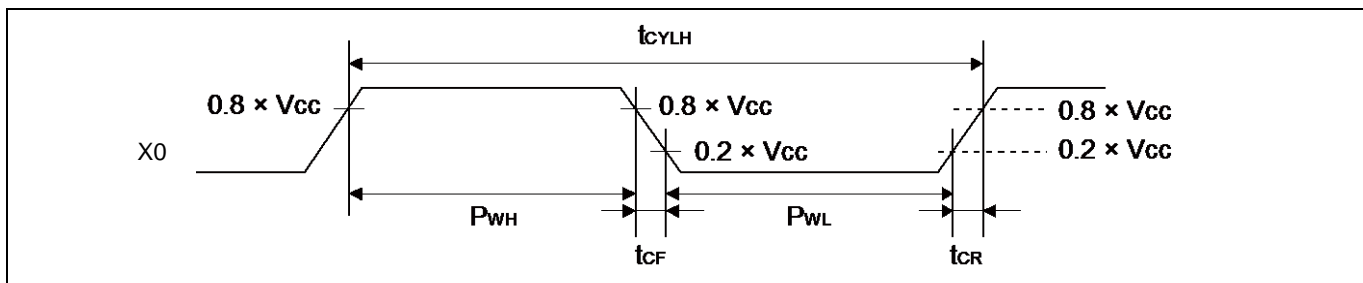 tCYLH
0.8 × VCC
0.8 × VCC
0.8 × VCC
X0
0.2 × VCC
0.2 × VCC
PWH
PWL
tCF
tCR